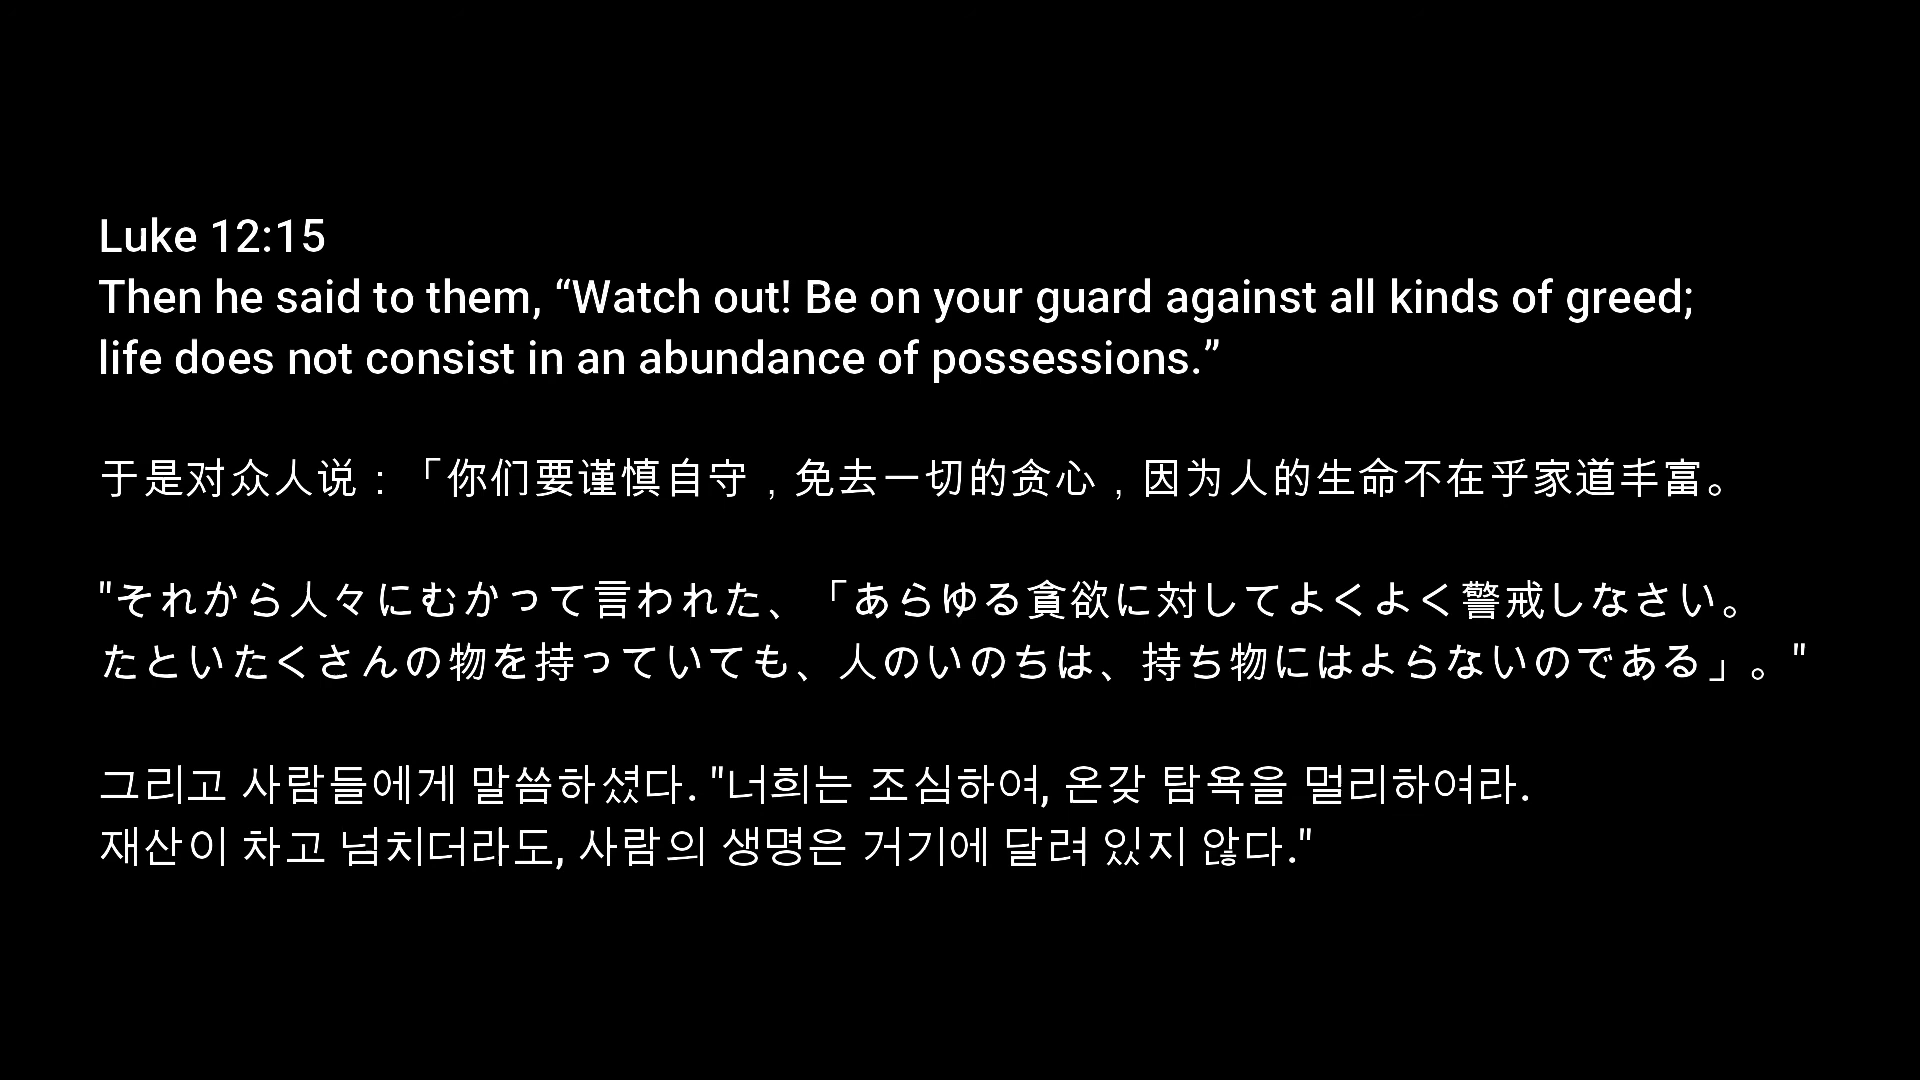 Luke 12:15
Then he said to them, “Watch out! Be on your guard against all kinds of greed;
life does not consist in an abundance of possessions.”
于是对众人说：「你们要谨慎自守，免去一切的贪心，因为人的生命不在乎家道丰富。
"それから人々にむかって言われた、「あらゆる貪欲に対してよくよく警戒しなさい。
たといたくさんの物を持っていても、人のいのちは、持ち物にはよらないのである」。"
그리고 사람들에게 말씀하셨다. "너희는 조심하여, 온갖 탐욕을 멀리하여라.
재산이 차고 넘치더라도, 사람의 생명은 거기에 달려 있지 않다."